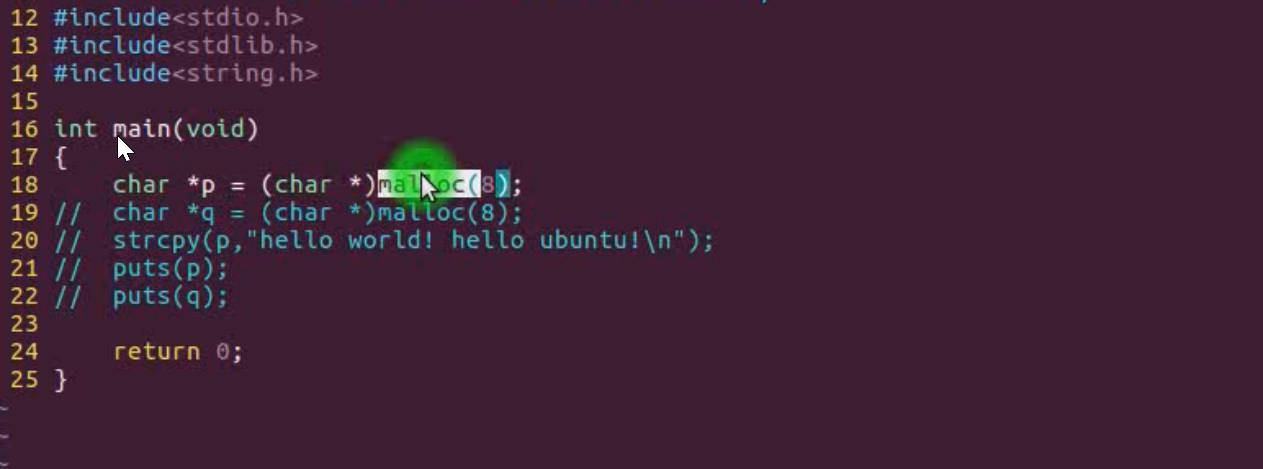 12 #include<stdio.h>
13 #include<stdlib.h>
14 #include<string.h>
15
16 int main(void)
17 {
18     char *p = (char *)malloc(8);
19 //  char *q = (char *)malloc(8);
20 //  strcpy(p,"hello world! hello ubuntu!\n");
21 //  puts(p);
22 //  puts(q);
23
24     return 0;
25 }
~
~
~